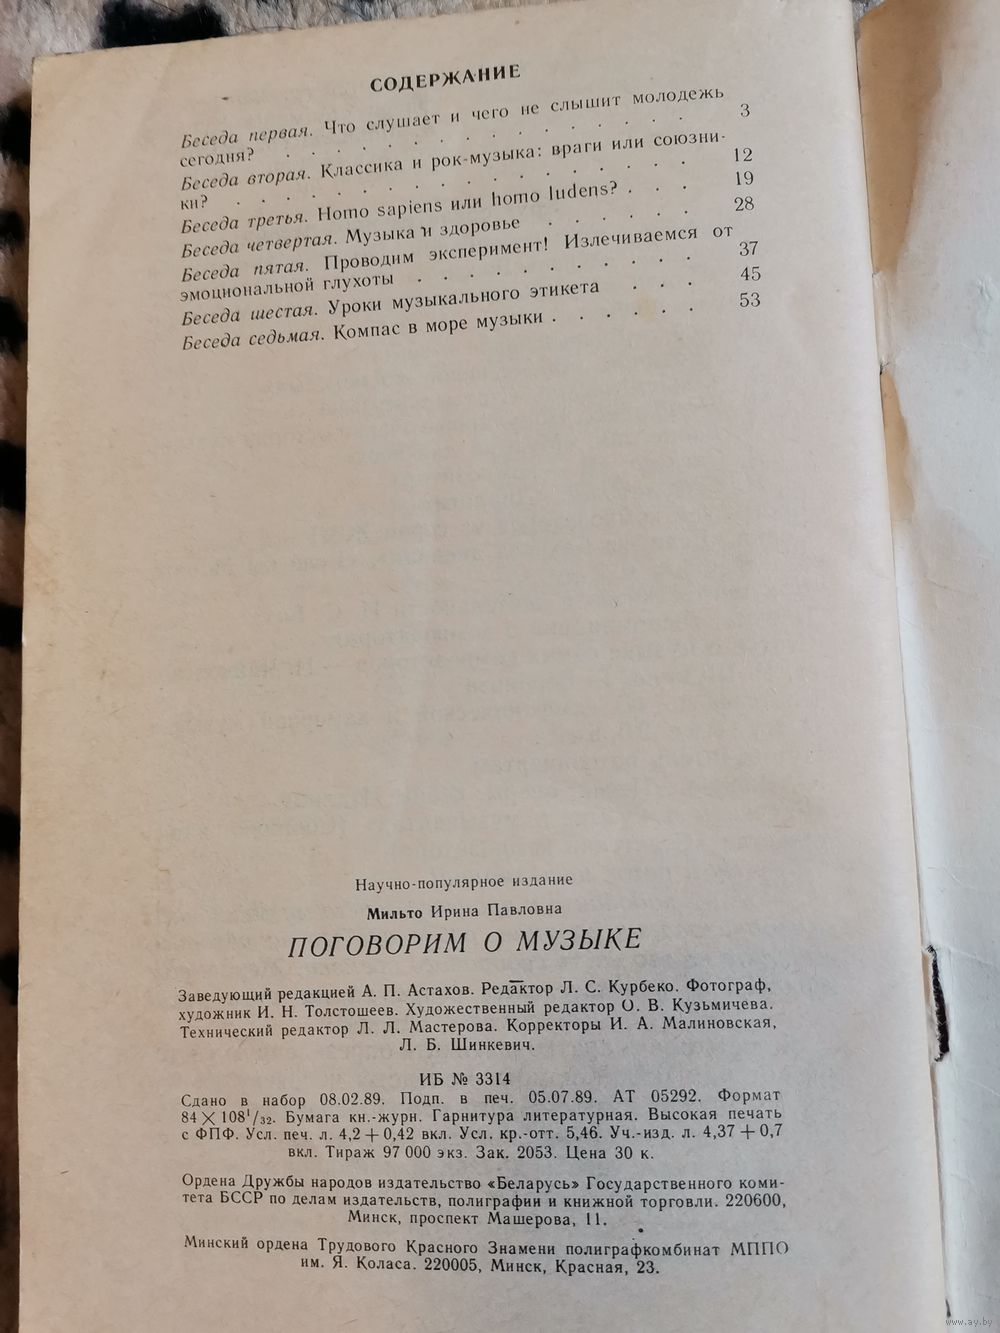 СОДЕРЖАНИЕ
Беседа первая. Что слушает и чего не слышит молодежь
сегодня? . . . . . . . . . . . . . . . 3
Беседа вторая. Классика и рок-музыка: враги или союзни-
ки? . . . . . . . . . . . . . . . . . 12
Беседа третья. Homo sapiens или homo ludens? . . . 19
Беседа четвертая. Музыка и здоровье . . . . . . 28
Беседа пятая. Проводим эксперимент! Излечиваемся от
эмоциональной глухоты . . . . . . . . . . . 37
Беседа шестая. Уроки музыкального этикета . . . 45
Беседа седьмая. Компас в море музыки . . . . . . 53
Научно-популярное издание
Мильто Ирина Павловна
ПОГОВОРИМ О МУЗЫКЕ
Заведующий редакцией А. П. Астахов. Редактор Л. С. Курбеко. Фотограф,
художник И. Н. Толстошеев. Художественный редактор О. В. Кузьмичева.
Технический редактор Л. Л. Мастерова. Корректоры И. А. Малиновская,
Л. Б. Шинкевич.
ИБ № 3314
Сдано в набор 08.02.89. Подп. в печ. 05.07.89. АТ 05292. Формат
84×108¹/₃₂. Бумага кн.-журн. Гарнитура литературная. Высокая печать
с ФПФ. Усл. печ. л. 4,2+0,42 вкл. Усл. кр.-отт. 5,46. Уч.-изд. л. 4,37+0,7
вкл. Тираж 97 000 экз. Зак. 2053. Цена 30 к.
Ордена Дружбы народов издательство «Беларусь» Государственного коми-
тета БССР по делам издательств, полиграфии и книжной торговли. 220600,
Минск, проспект Машерова, 11.
Минский ордена Трудового Красного Знамени полиграфкомбинат МППО
им. Я. Коласа. 220005, Минск, Красная, 23.
www.ay.by